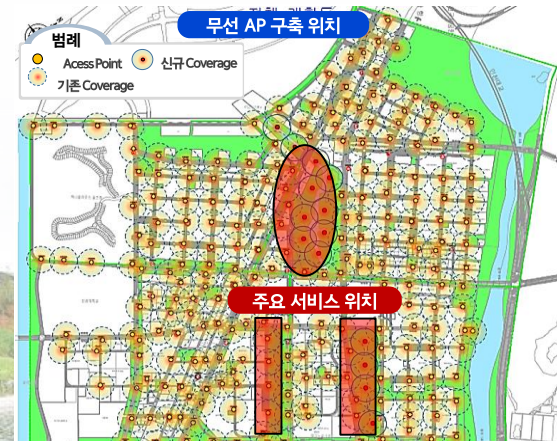 무선 AP 구축 위치
범례
Acess Point
신규 Coverage
기존 Coverage
주요 서비스 위치